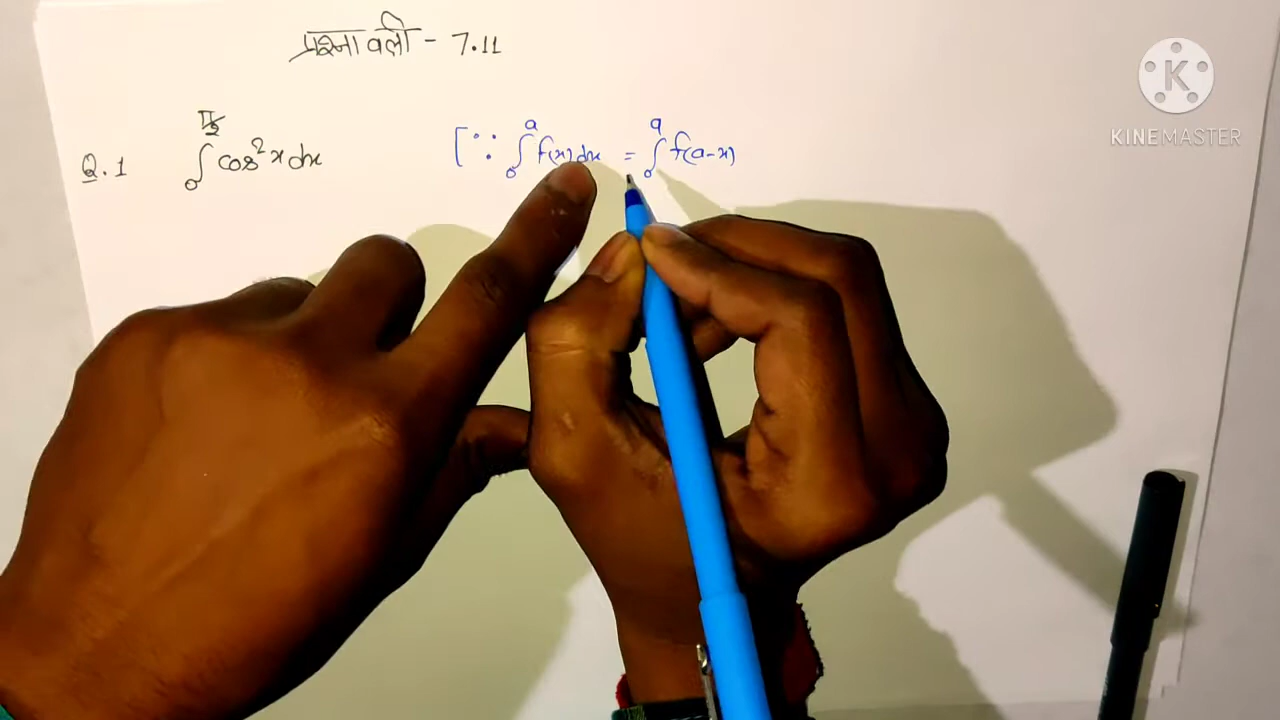 प्रश्नावली - 7.11
KINEMASTER
Q.1 ∫₀^(π/2) cos²x dx [∵ ∫₀^a f(x)dx = ∫₀^a f(a-x)